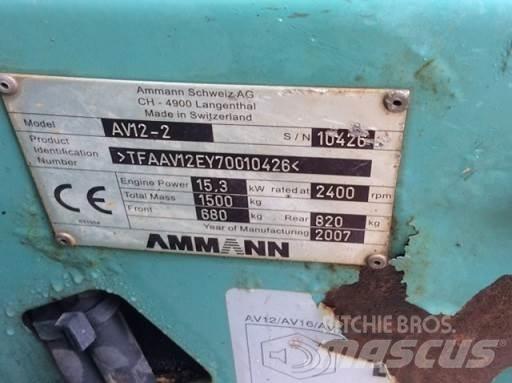 Ammann Schweiz AG
CH - 4900 Langenthal
Made in Switzerland
Model AV12-2 S/N 10426
Product Identification Number >TFAAV12EY70010426<
Engine Power 15,3 kW rated at 2400 rpm
Total Mass 1500 kg
Front 680 kg Rear 820 kg
Year of Manufacturing 2007
CE
AMMANN
AV12/AV16/AV
RITCHIE BROS.
mascus